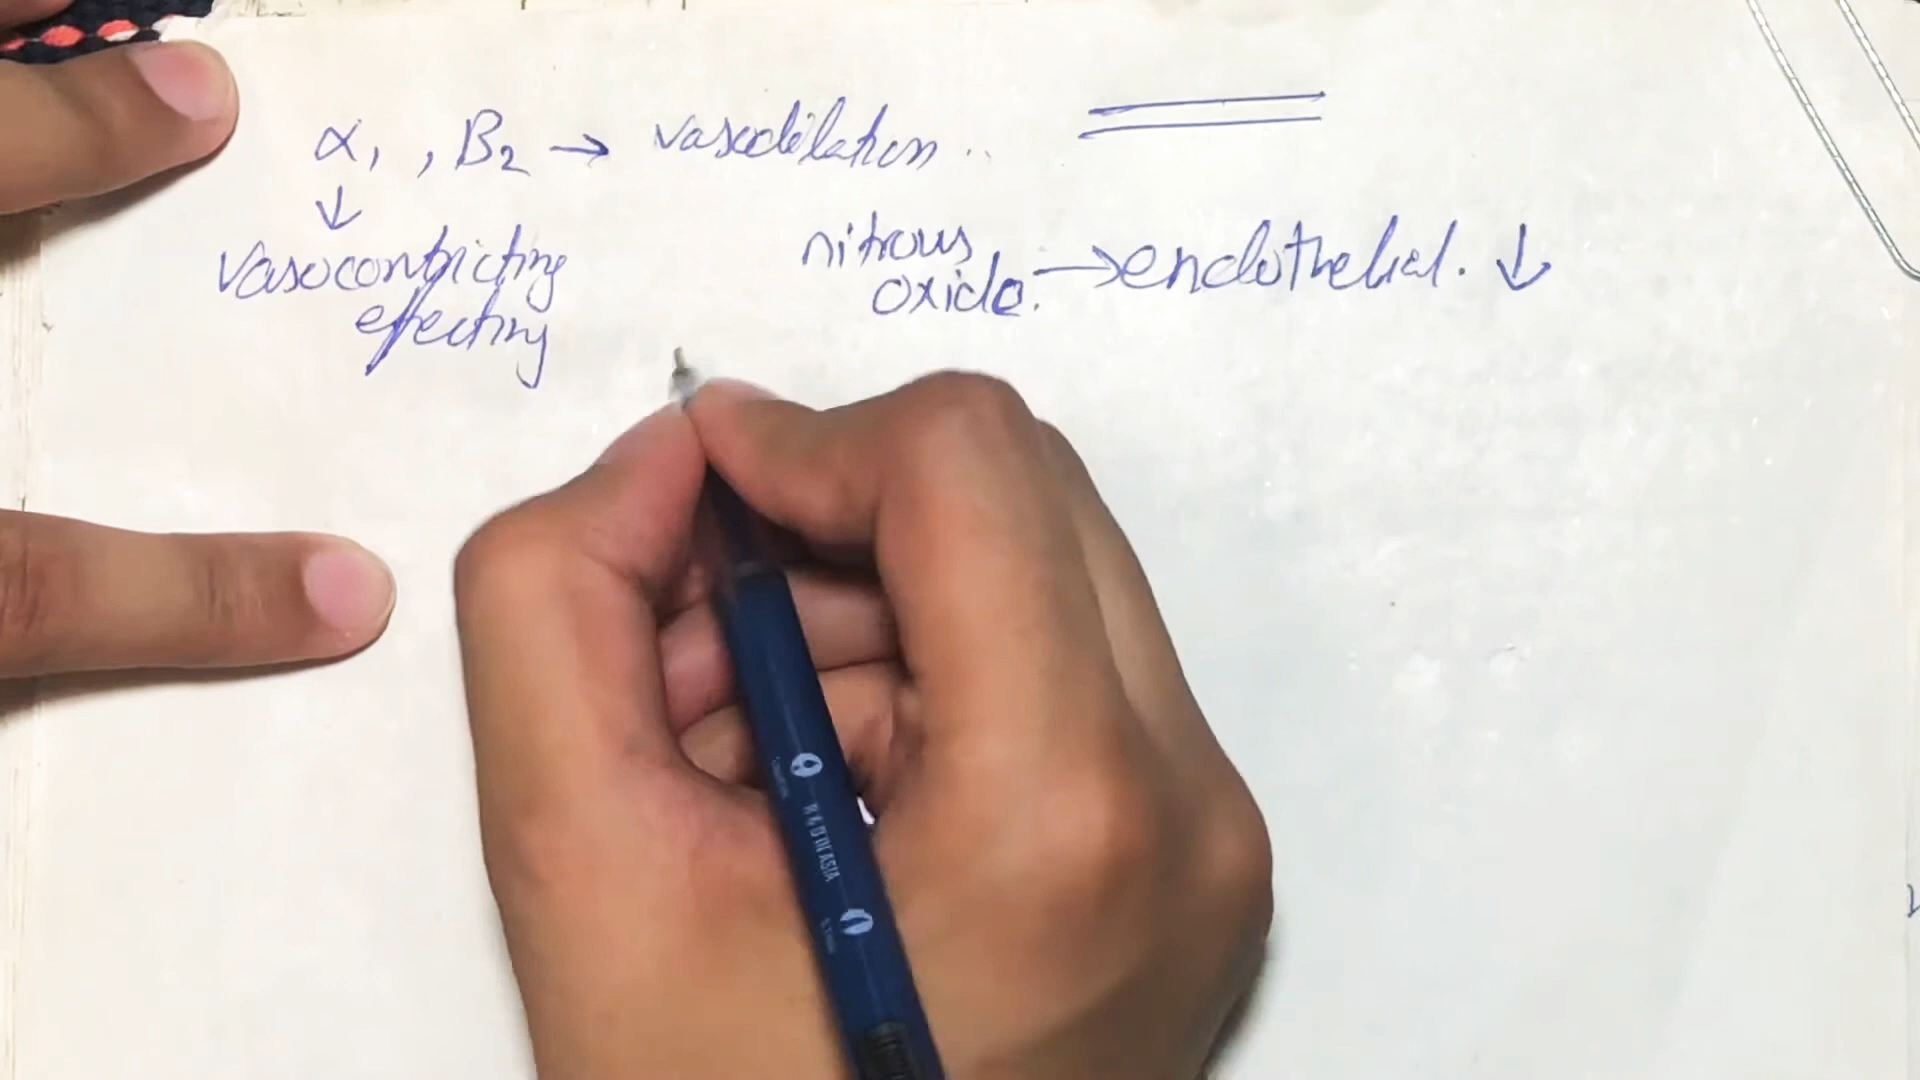 α1 , B2 → vasodilation ..
↓
vasocontricting
effecting
nitrous
oxide. → endothelial. ↓